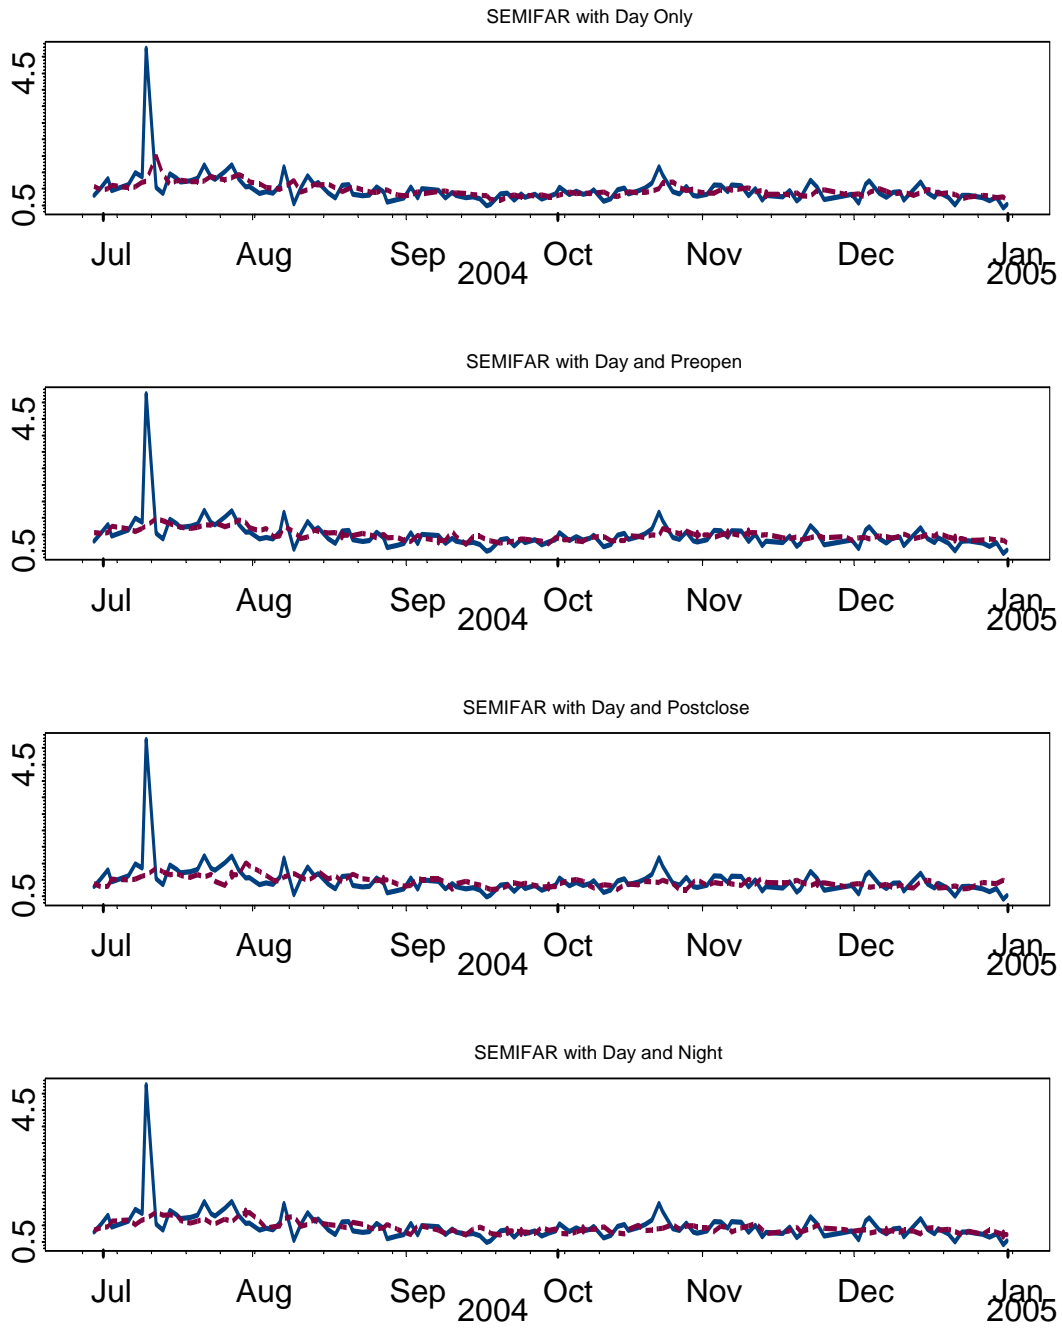 SEMIFAR with Day Only
4.5
0.5
Jul Aug Sep Oct Nov Dec Jan
2004 2005
SEMIFAR with Day and Preopen
4.5
0.5
Jul Aug Sep Oct Nov Dec Jan
2004 2005
SEMIFAR with Day and Postclose
4.5
0.5
Jul Aug Sep Oct Nov Dec Jan
2004 2005
SEMIFAR with Day and Night
4.5
0.5
Jul Aug Sep Oct Nov Dec Jan
2004 2005